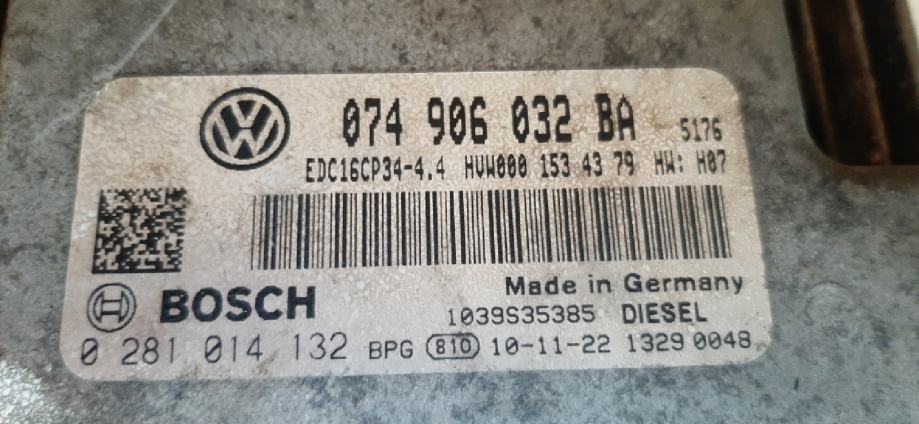 074 906 032 BA 5176
EDC16CP34-4.4 HVW000 153 43 79 HW: H07
Made in Germany
BOSCH
1039S35385 DIESEL
0 281 014 132 BPG 810 10-11-22 1329 0048